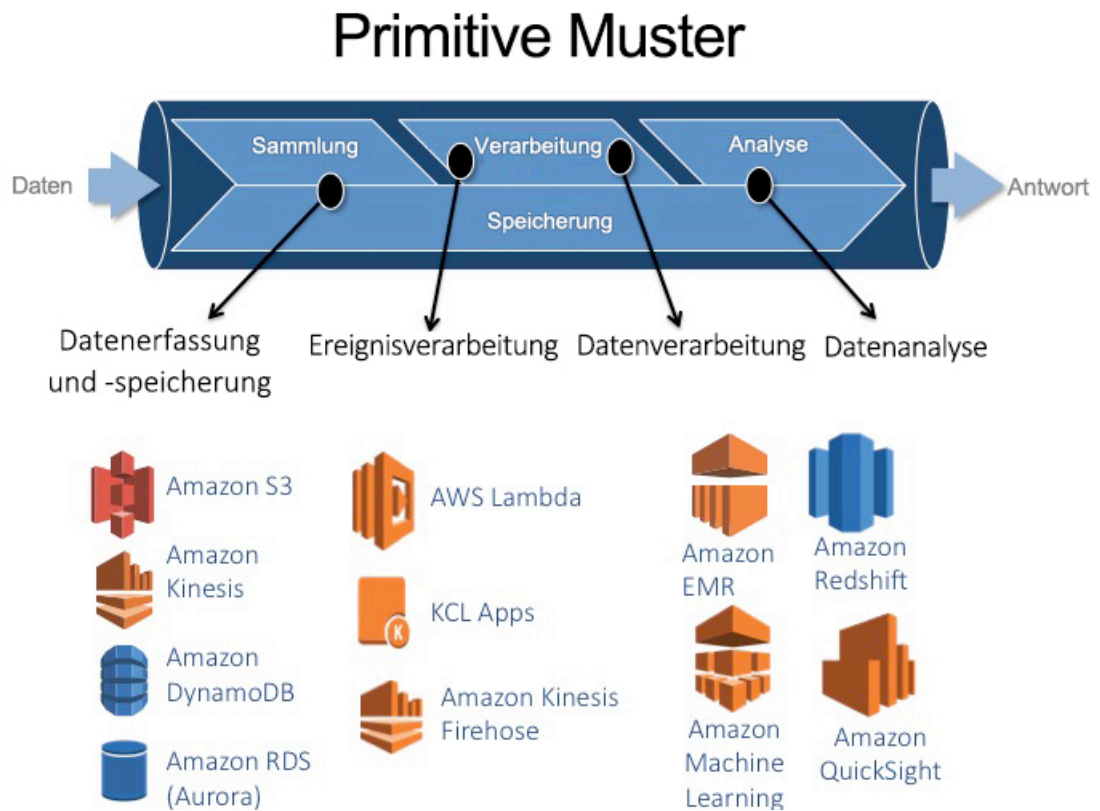 Primitive Muster
Daten
Sammlung
Verarbeitung
Analyse
Speicherung
Antwort
Datenerfassung
und -speicherung
Ereignisverarbeitung
Datenverarbeitung
Datenanalyse
Amazon S3
Amazon
Kinesis
Amazon
DynamoDB
Amazon RDS
(Aurora)
AWS Lambda
KCL Apps
K
Amazon Kinesis
Firehose
Amazon
EMR
Amazon
Redshift
Amazon
Machine
Learning
Amazon
QuickSight